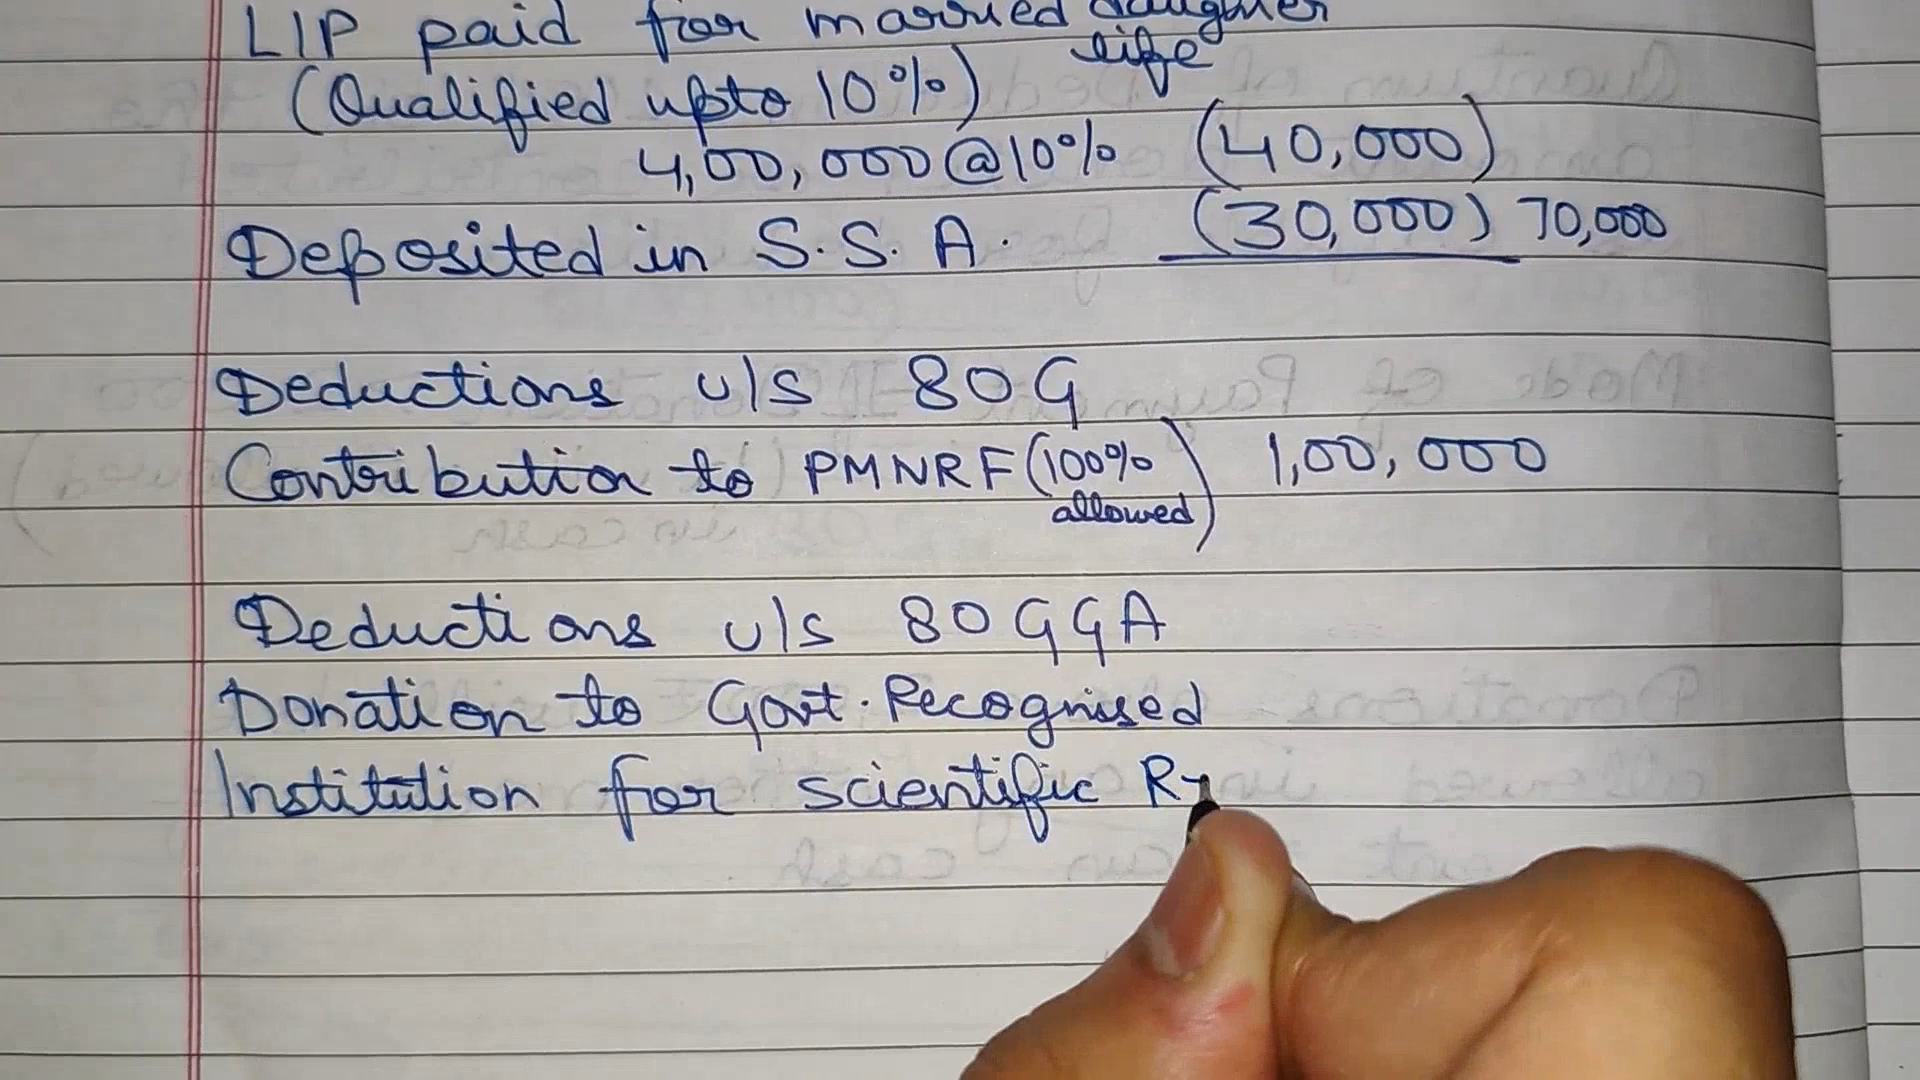 LIP paid for married daughter
life
(Qualified upto 10%)
4,00,000@10% (40,000)
Deposited in S.S.A. (30,000) 70,000
Deductions u/s 80G
Contribution to PMNRF (100% allowed) 1,00,000
Deductions u/s 80GGA
Donation to Govt. Recognised
Institution for scientific R